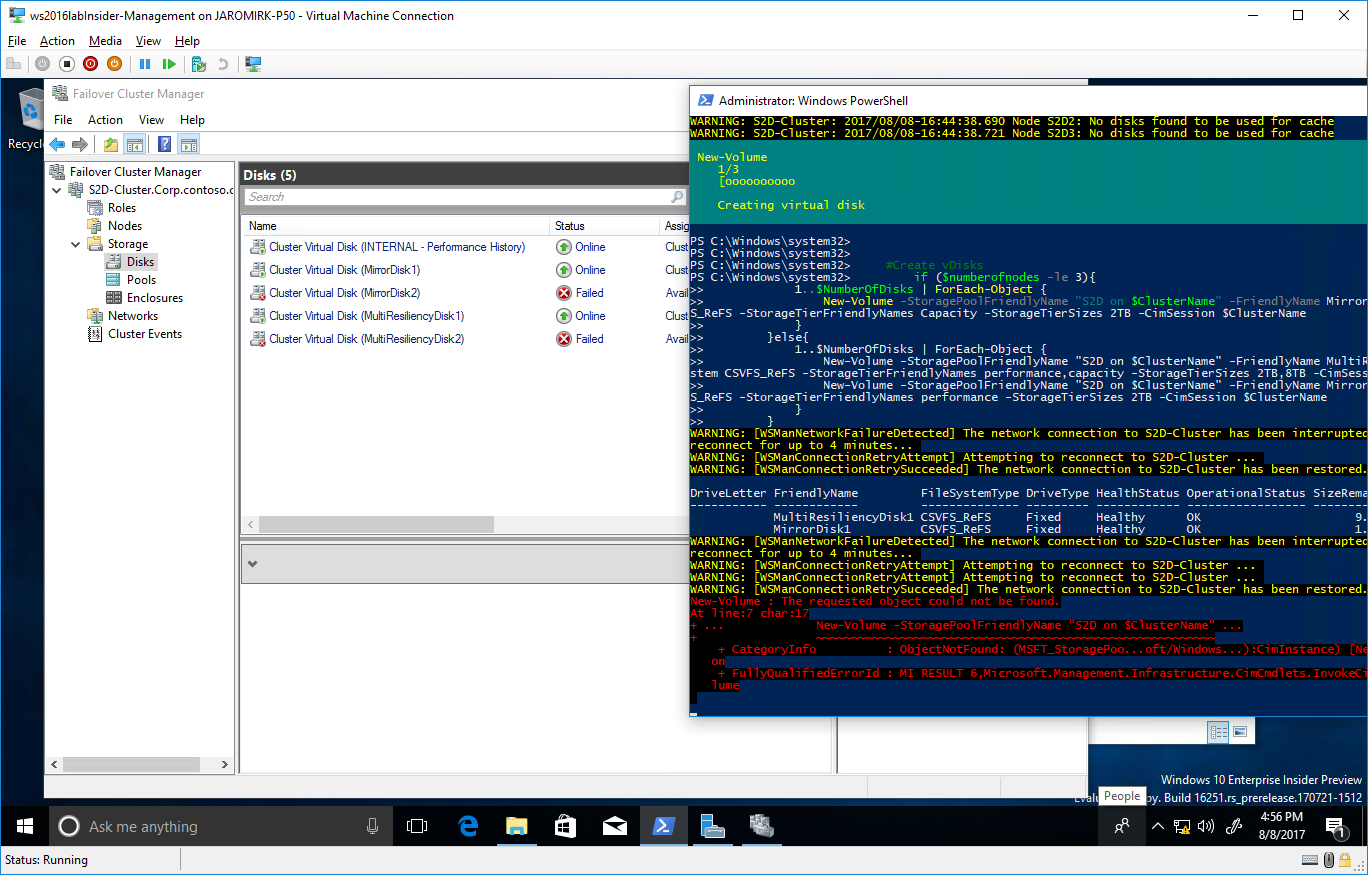 ws2016labInsider-Management on JAROMIRK-P50 - Virtual Machine Connection
File Action Media View Help
Recycl
Failover Cluster Manager
File Action View Help
Failover Cluster Manager
S2D-Cluster.Corp.contoso.c
Roles
Nodes
Storage
Disks
Pools
Enclosures
Networks
Cluster Events
Disks (5)
Search
Name Status Assig
Cluster Virtual Disk (INTERNAL - Performance History) Online Clust
Cluster Virtual Disk (MirrorDisk1) Online Clust
Cluster Virtual Disk (MirrorDisk2) Failed Avai
Cluster Virtual Disk (MultiResiliencyDisk1) Online Clust
Cluster Virtual Disk (MultiResiliencyDisk2) Failed Avai
Administrator: Windows PowerShell
WARNING: S2D-Cluster: 2017/08/08-16:44:38.690 Node S2D2: No disks found to be used for cache
WARNING: S2D-Cluster: 2017/08/08-16:44:38.721 Node S2D3: No disks found to be used for cache
New-Volume
1/3
[oooooooooo
Creating virtual disk
PS C:\Windows\system32>
PS C:\Windows\system32>
PS C:\Windows\system32> #Create vDisks
PS C:\Windows\system32> if ($numberofnodes -le 3){
>> 1..$NumberOfDisks | ForEach-Object {
>> New-Volume -StoragePoolFriendlyName "S2D on $ClusterName" -FriendlyName Mirror
S_ReFS -StorageTierFriendlyNames Capacity -StorageTierSizes 2TB -CimSession $ClusterName
>> }
>> }else{
>> 1..$NumberOfDisks | ForEach-Object {
>> New-Volume -StoragePoolFriendlyName "S2D on $ClusterName" -FriendlyName MultiR
stem CSVFS_ReFS -StorageTierFriendlyNames performance,capacity -StorageTierSizes 2TB,8TB -CimSess
>> New-Volume -StoragePoolFriendlyName "S2D on $ClusterName" -FriendlyName Mirror
S_ReFS -StorageTierFriendlyNames performance -StorageTierSizes 2TB -CimSession $ClusterName
>> }
>> }
WARNING: [WSManNetworkFailureDetected] The network connection to S2D-Cluster has been interrupted
reconnect for up to 4 minutes...
WARNING: [WSManConnectionRetryAttempt] Attempting to reconnect to S2D-Cluster ...
WARNING: [WSManConnectionRetrySucceeded] The network connection to S2D-Cluster has been restored.
DriveLetter FriendlyName FileSystemType DriveType HealthStatus OperationalStatus SizeRema
----------- ------------ -------------- --------- ------------ ----------------- --------
MultiResiliencyDisk1 CSVFS_ReFS Fixed Healthy OK 9.
MirrorDisk1 CSVFS_ReFS Fixed Healthy OK 1.
WARNING: [WSManNetworkFailureDetected] The network connection to S2D-Cluster has been interrupted
reconnect for up to 4 minutes...
WARNING: [WSManConnectionRetryAttempt] Attempting to reconnect to S2D-Cluster ...
WARNING: [WSManConnectionRetryAttempt] Attempting to reconnect to S2D-Cluster ...
WARNING: [WSManConnectionRetrySucceeded] The network connection to S2D-Cluster has been restored.
New-Volume : The requested object could not be found.
At line:7 char:17
+ ... New-Volume -StoragePoolFriendlyName "S2D on $ClusterName" ...
+ ~~~~~~~~~~~~~~~~~~~~~~~~~~~~~~~~~~~~~~~~~~~~~~~~~~~~~
+ CategoryInfo : ObjectNotFound: (MSFT_StoragePoo...oft/Windows...):CimInstance) [Ne
on
+ FullyQualifiedErrorId : MI RESULT 6,Microsoft.Management.Infrastructure.CimCmdlets.InvokeCi
lume
Windows 10 Enterprise Insider Preview
Evalu py. Build 16251.rs_prerelease.170721-1512
People
Ask me anything
4:56 PM
8/8/2017
1
Status: Running